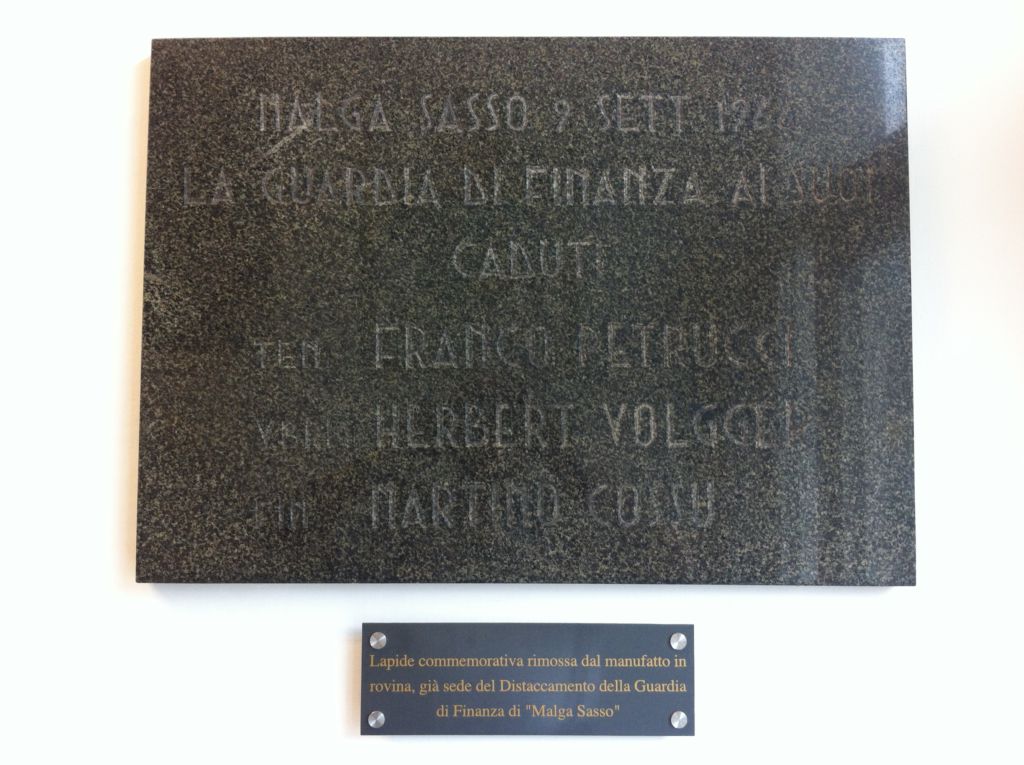 MALGA SASSO 9 SETT 1966
LA GUARDIA DI FINANZA AI SUOI
CADUTI
TEN FRANCO PETRUCCI
HERBERT VOLGGER
FIN MARTINO COSSU
Lapide commemorativa rimossa dal manufatto in
rovina, già sede del Distaccamento della Guardia
di Finanza di "Malga Sasso"